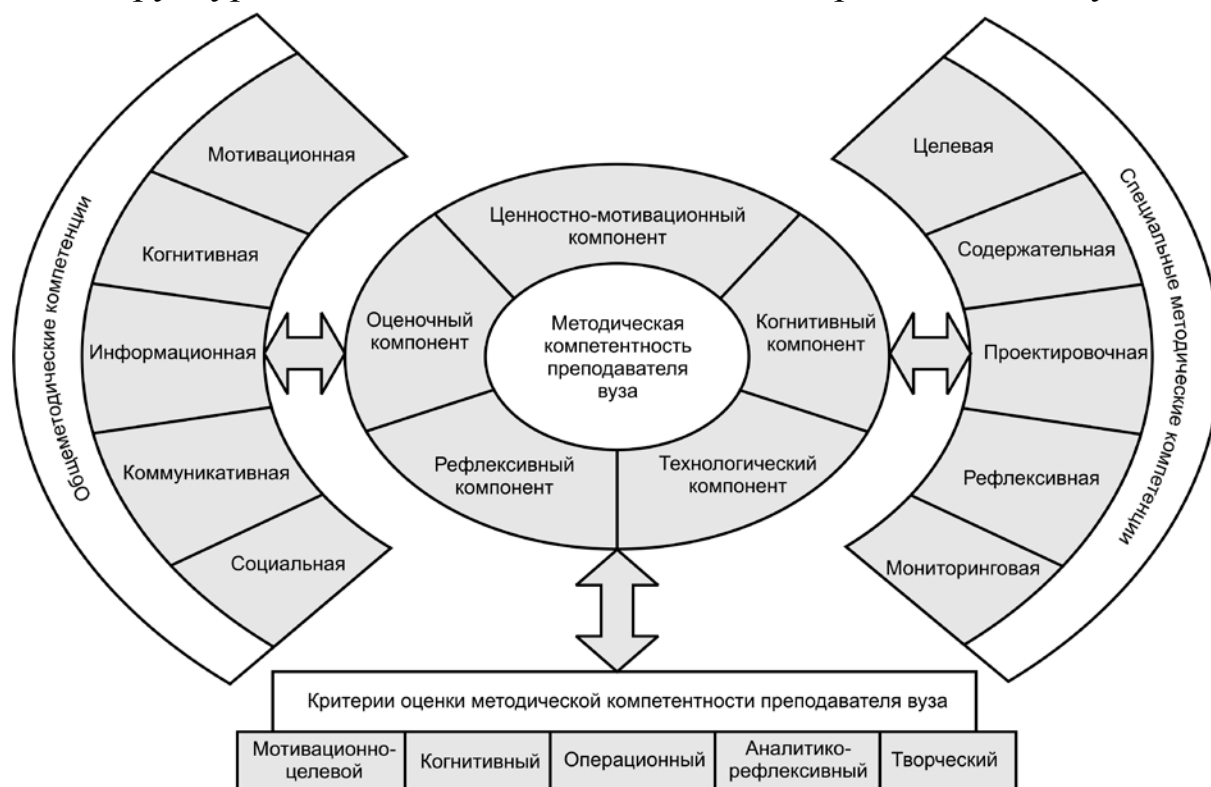 Общеметодические компетенции
Мотивационная
Когнитивная
Информационная
Коммуникативная
Социальная
Ценностно-мотивационный
компонент
Оценочный
компонент
Когнитивный
компонент
Методическая
компетентность
преподавателя
вуза
Рефлексивный
компонент
Технологический
компонент
Целевая
Содержательная
Проектировочная
Рефлексивная
Мониторинговая
Специальные методические компетенции
Критерии оценки методической компетентности преподавателя вуза
Мотивационно-
целевой
Когнитивный
Операционный
Аналитико-
рефлексивный
Творческий